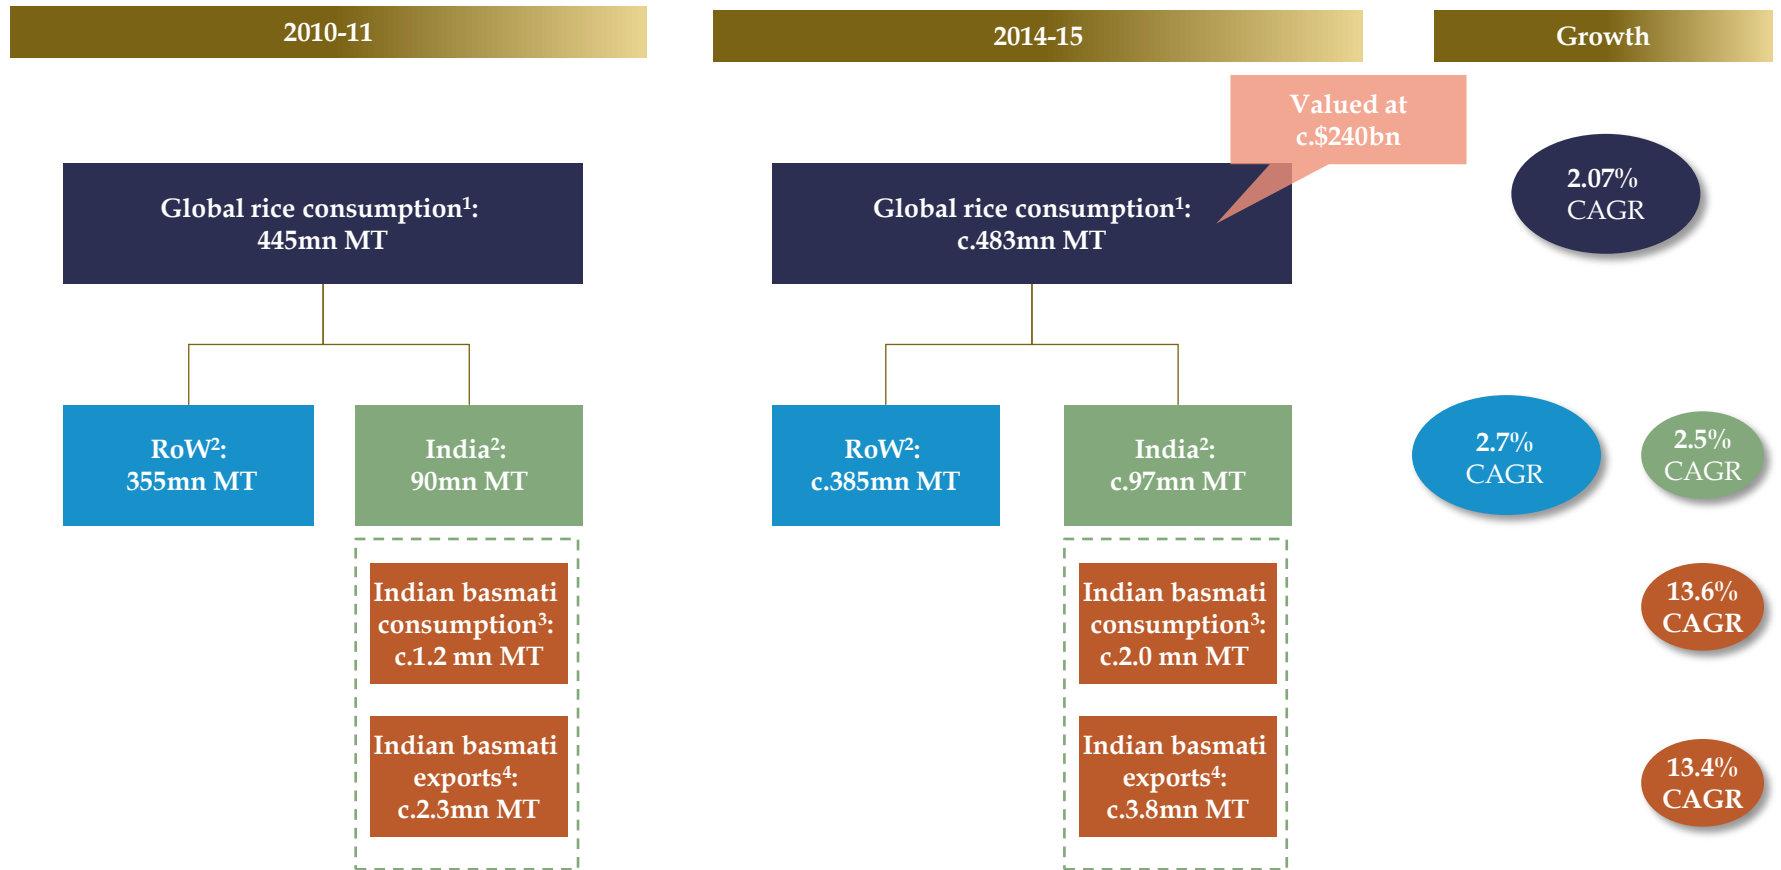 2010-11
2014-15
Growth
Valued at
c.$240bn
Global rice consumption¹:
445mn MT
Global rice consumption¹:
c.483mn MT
2.07%
CAGR
RoW²:
355mn MT
India²:
90mn MT
RoW²:
c.385mn MT
India²:
c.97mn MT
2.7%
CAGR
2.5%
CAGR
Indian basmati
consumption³:
c.1.2 mn MT
Indian basmati
consumption³:
c.2.0 mn MT
13.6%
CAGR
Indian basmati
exports⁴:
c.2.3mn MT
Indian basmati
exports⁴:
c.3.8mn MT
13.4%
CAGR